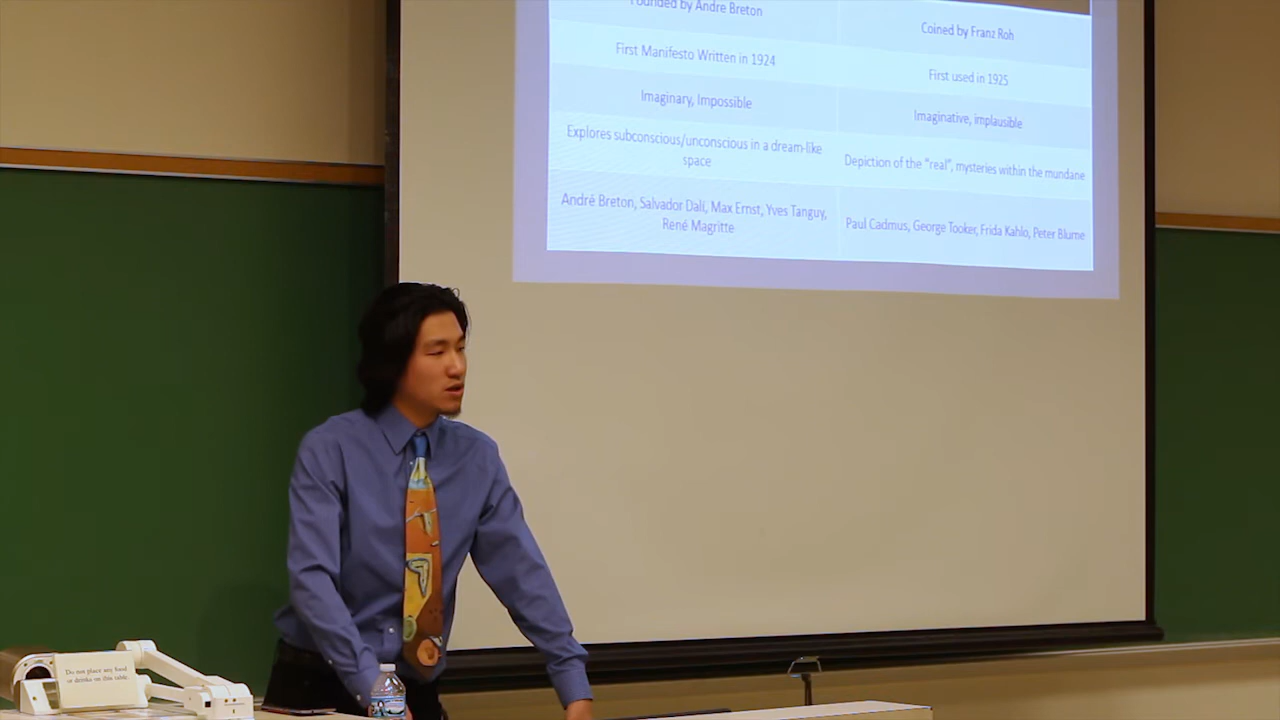 Founded by Andre Breton
Coined by Franz Roh
First Manifesto Written in 1924
First used in 1925
Imaginary, Impossible
Imaginative, implausible
Explores subconscious/unconscious in a dream-like
space
Depiction of the "real", mysteries within the mundane
André Breton, Salvador Dalí, Max Ernst, Yves Tanguy,
René Magritte
Paul Cadmus, George Tooker, Frida Kahlo, Peter Blume
Do not place any food
or drinks on this table.